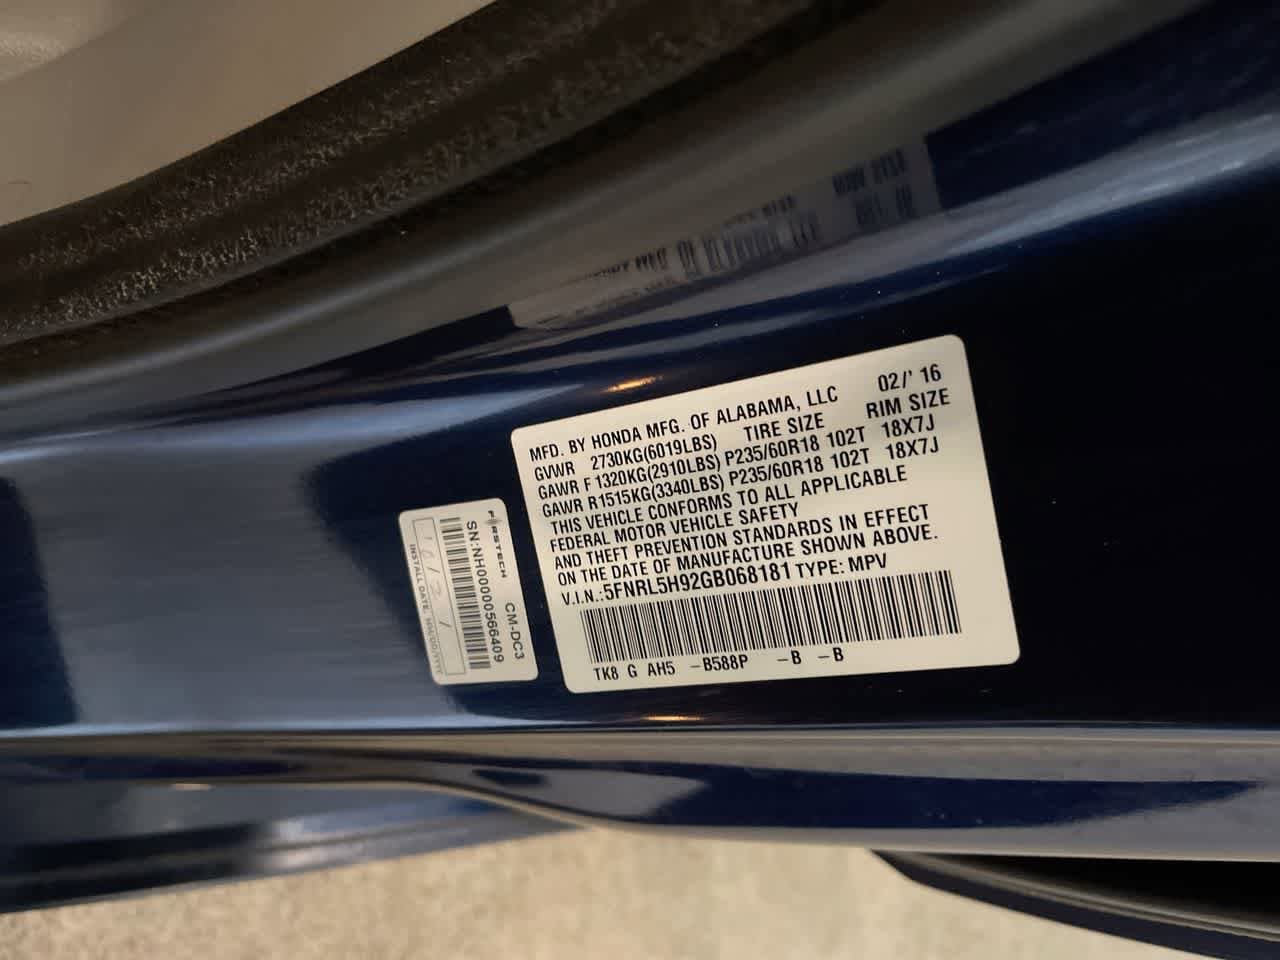 MFD. BY HONDA MFG. OF ALABAMA, LLC 02/' 16
GVWR 2730KG(6019LBS) TIRE SIZE RIM SIZE
GAWR F 1320KG(2910LBS) P235/60R18 102T 18X7J
GAWR R1515KG(3340LBS) P235/60R18 102T 18X7J
THIS VEHICLE CONFORMS TO ALL APPLICABLE
FEDERAL MOTOR VEHICLE SAFETY
AND THEFT PREVENTION STANDARDS IN EFFECT
ON THE DATE OF MANUFACTURE SHOWN ABOVE.
V.I.N.:5FNRL5H92GB068181 TYPE: MPV
TK8 G AH5 -B588P -B -B
FIRSTECH CM-DC3
SN:NH00000566409
INSTALL DATE: